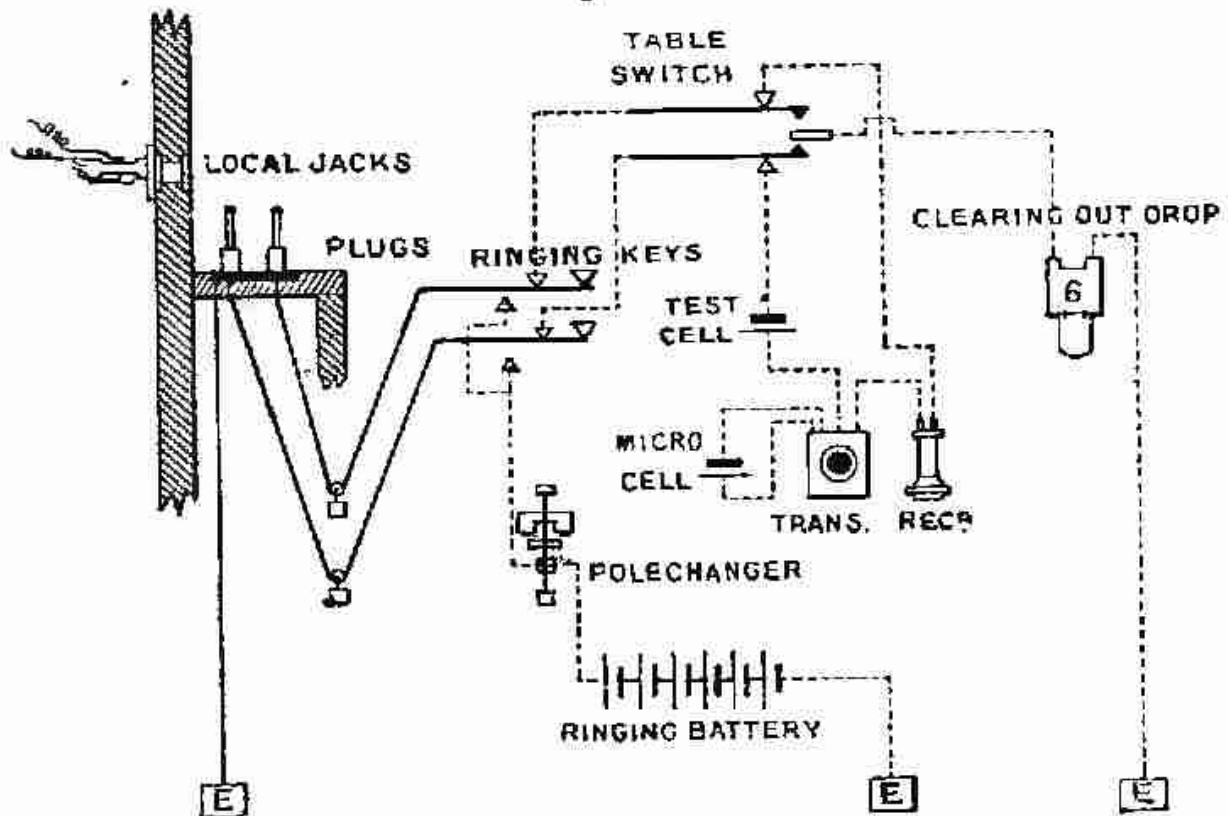 TABLE
SWITCH
LOCAL JACKS
CLEARING OUT DROP
PLUGS
RINGING KEYS
6
TEST
CELL
MICRO
CELL
TRANS.
RECR
POLECHANGER
RINGING BATTERY
E
E
E